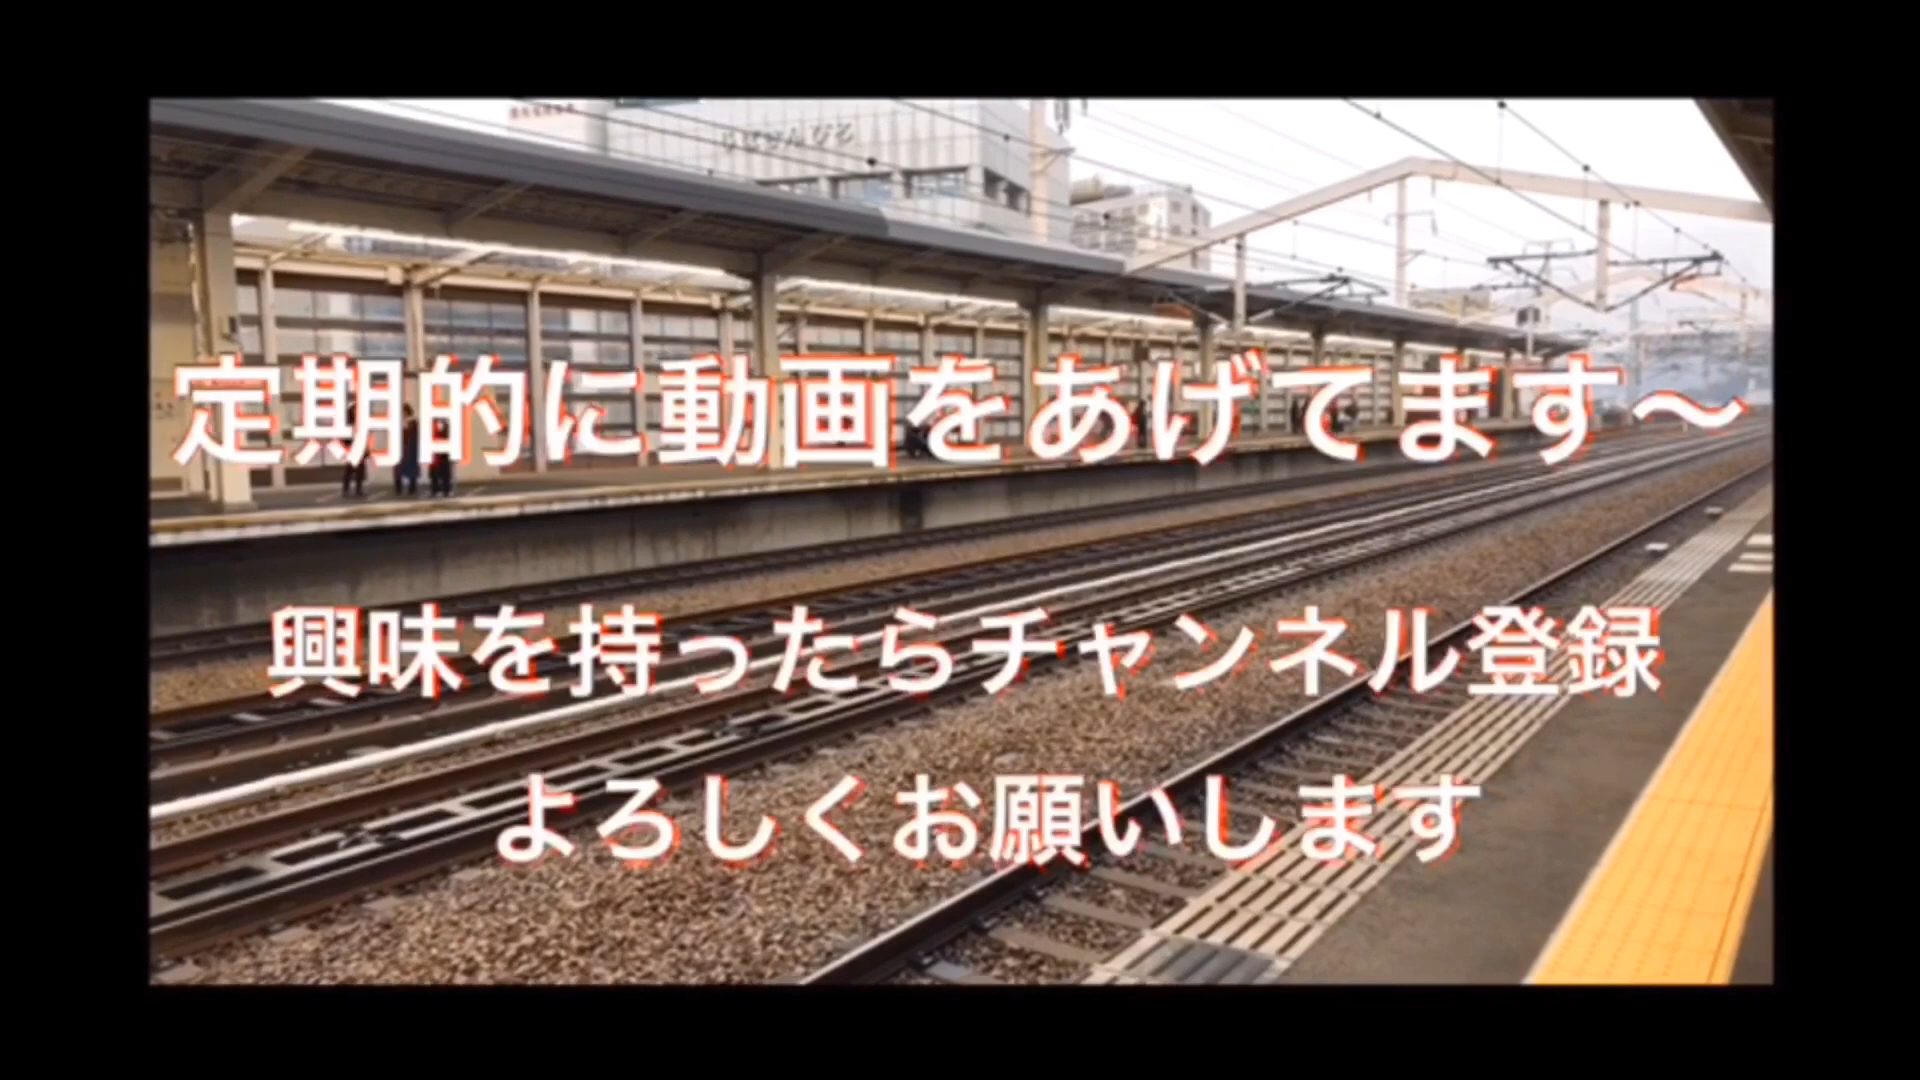 定期的に動画をあげてます～
興味を持ったらチャンネル登録
よろしくお願いします